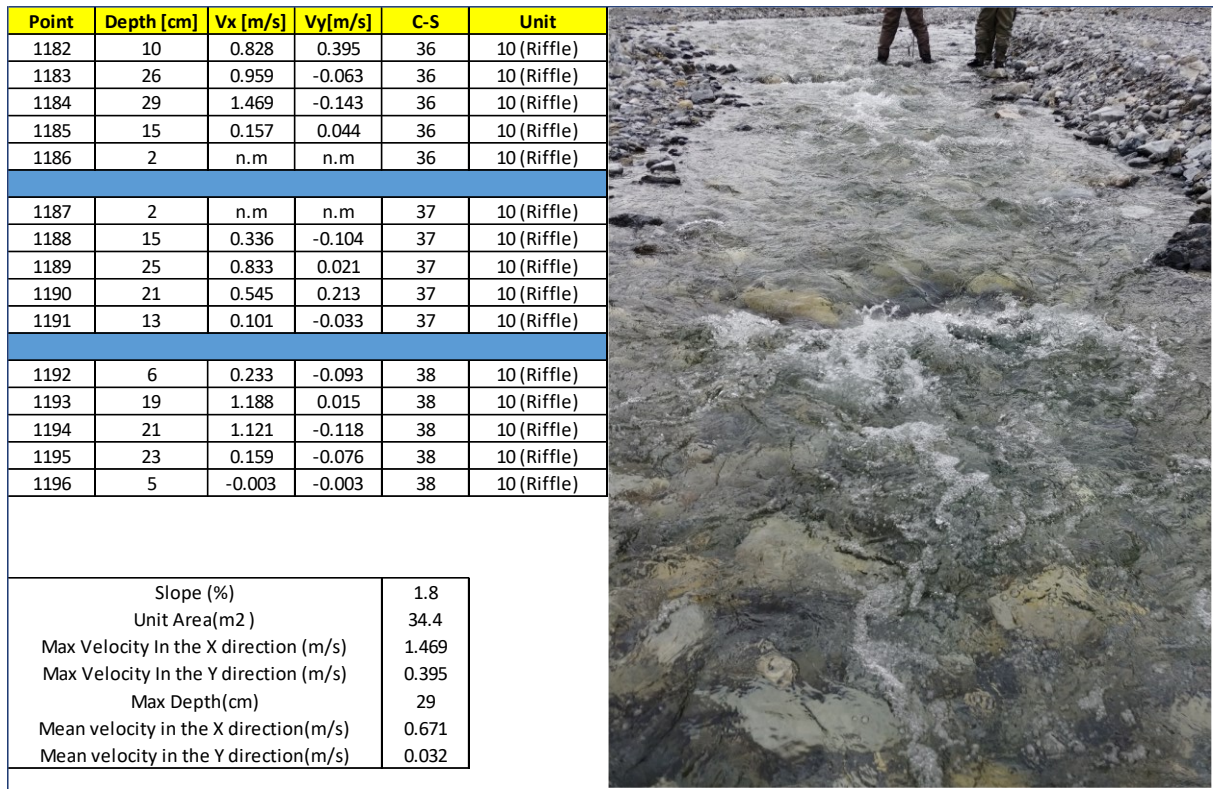 Point Depth [cm] Vx [m/s] Vy[m/s] C-S Unit
1182 10 0.828 0.395 36 10 (Riffle)
1183 26 0.959 -0.063 36 10 (Riffle)
1184 29 1.469 -0.143 36 10 (Riffle)
1185 15 0.157 0.044 36 10 (Riffle)
1186 2 n.m n.m 36 10 (Riffle)
1187 2 n.m n.m 37 10 (Riffle)
1188 15 0.336 -0.104 37 10 (Riffle)
1189 25 0.833 0.021 37 10 (Riffle)
1190 21 0.545 0.213 37 10 (Riffle)
1191 13 0.101 -0.033 37 10 (Riffle)
1192 6 0.233 -0.093 38 10 (Riffle)
1193 19 1.188 0.015 38 10 (Riffle)
1194 21 1.121 -0.118 38 10 (Riffle)
1195 23 0.159 -0.076 38 10 (Riffle)
1196 5 -0.003 -0.003 38 10 (Riffle)
Slope (%) 1.8
Unit Area(m2 ) 34.4
Max Velocity In the X direction (m/s) 1.469
Max Velocity In the Y direction (m/s) 0.395
Max Depth(cm) 29
Mean velocity in the X direction(m/s) 0.671
Mean velocity in the Y direction(m/s) 0.032